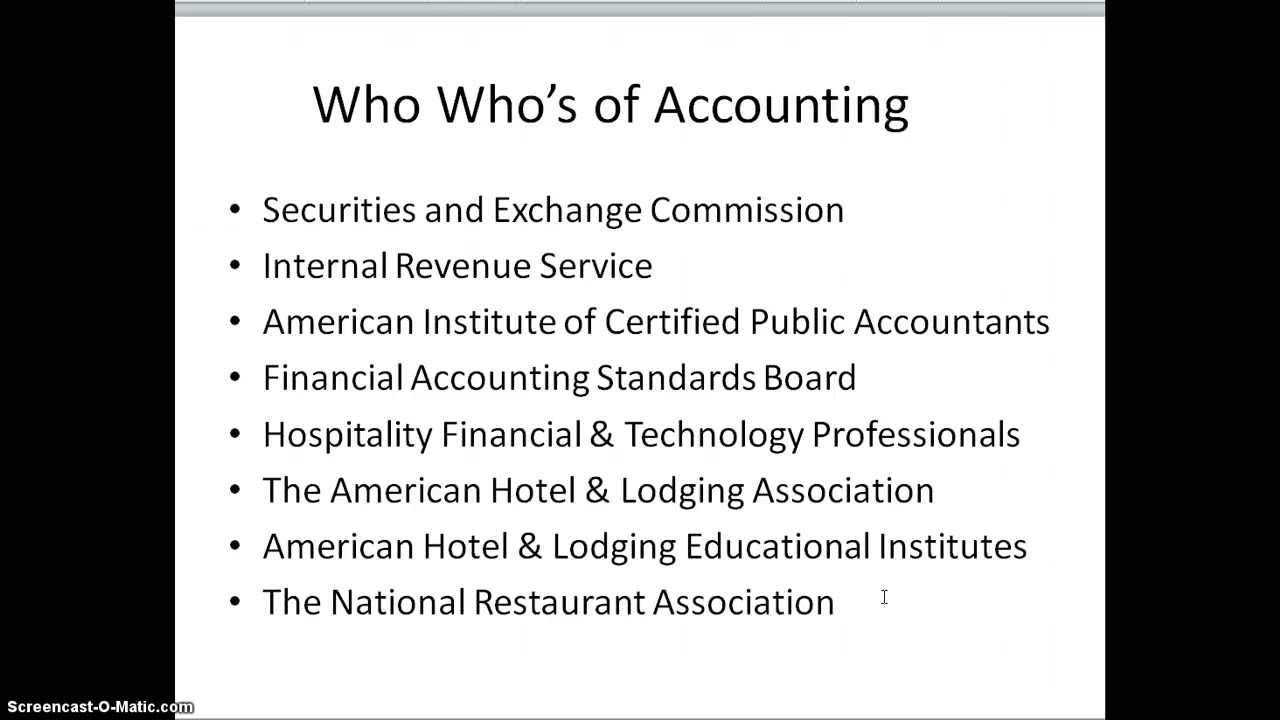 Who Who's of Accounting
• Securities and Exchange Commission
• Internal Revenue Service
• American Institute of Certified Public Accountants
• Financial Accounting Standards Board
• Hospitality Financial & Technology Professionals
• The American Hotel & Lodging Association
• American Hotel & Lodging Educational Institutes
• The National Restaurant Association
Screencast-O-Matic.com